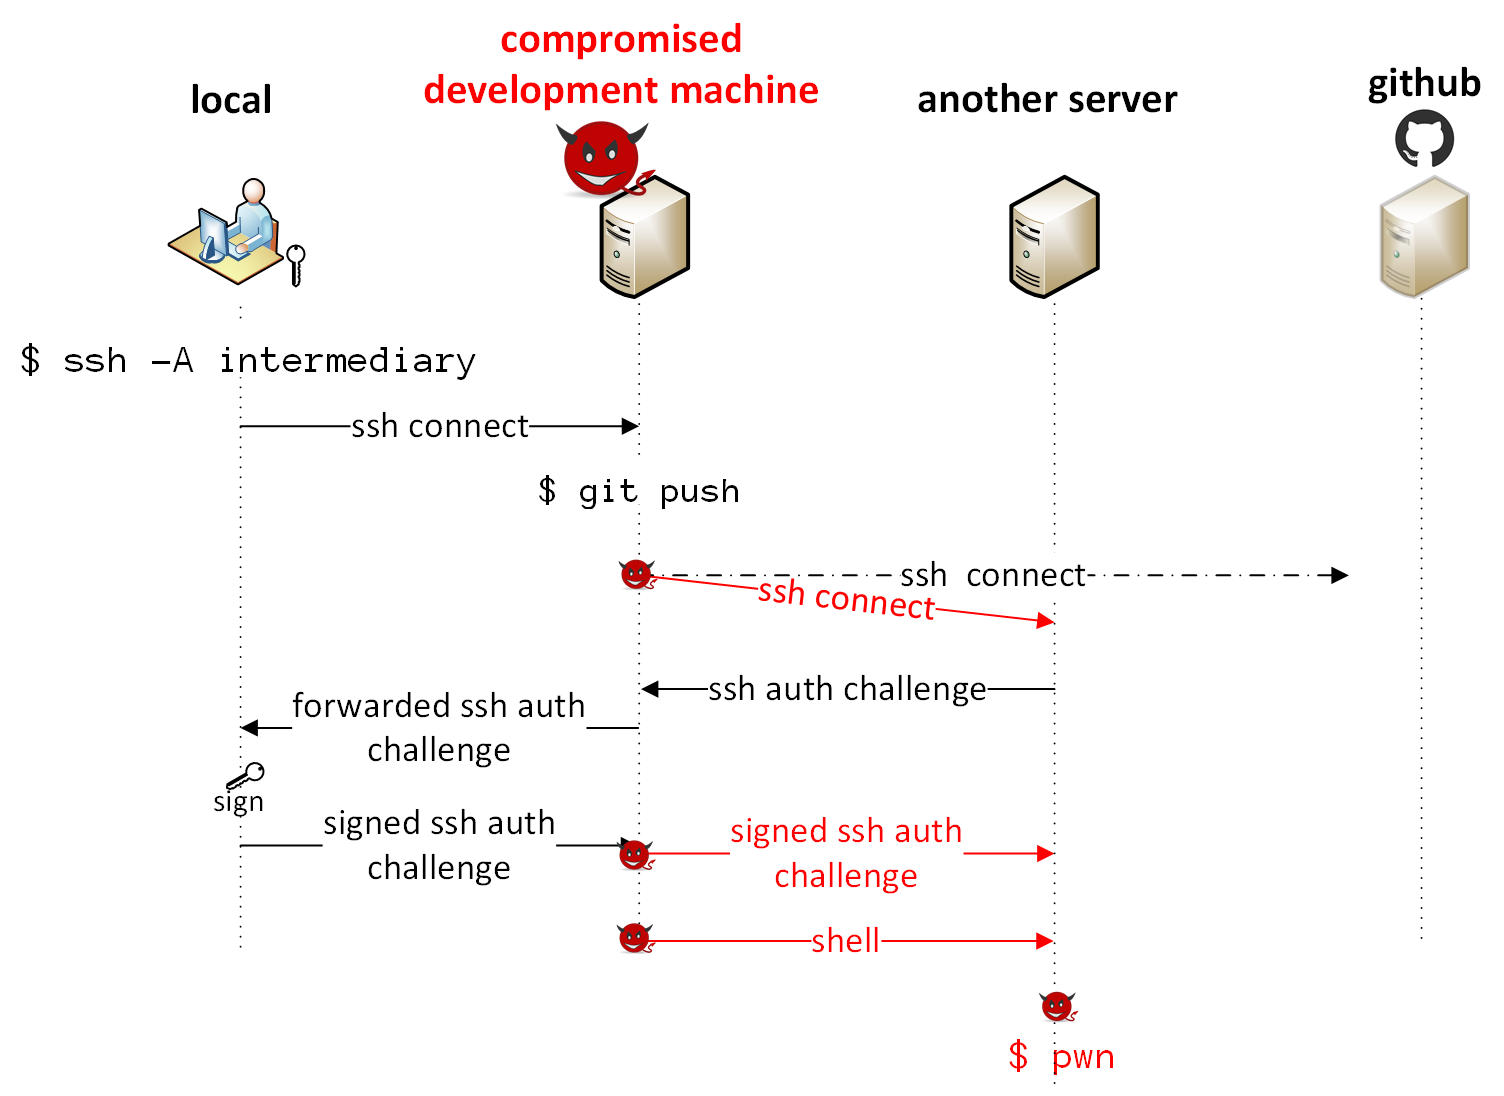 compromised
development machine
local
another server
github
$ ssh -A intermediary
ssh connect
$ git push
ssh connect
ssh connect
ssh auth challenge
forwarded ssh auth
challenge
sign
signed ssh auth
challenge
signed ssh auth
challenge
shell
$ pwn